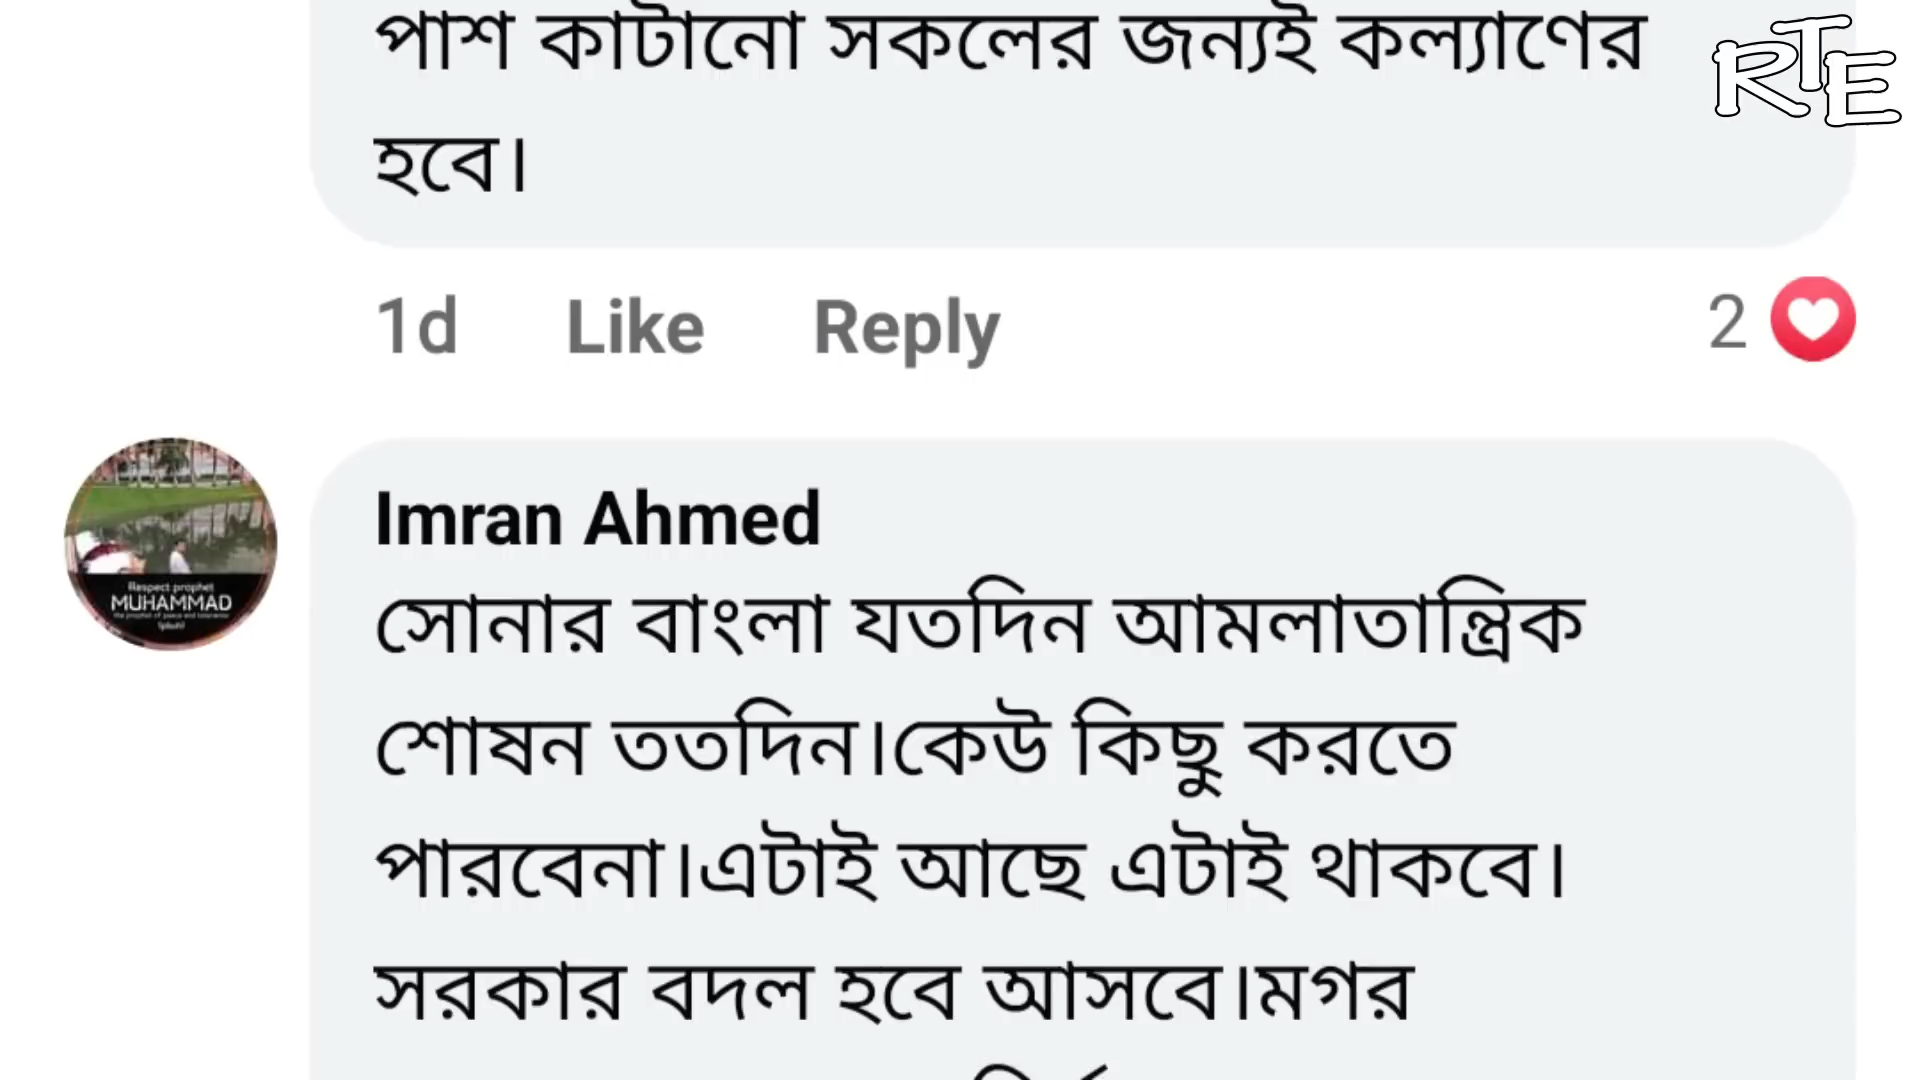 পাশ কাটানো সকলের জন্যই কল্যাণের
RTE
হবে।
1d Like Reply 2
Imran Ahmed
সোনার বাংলা যতদিন আমলাতান্ত্রিক
শোষন ততদিন।কেউ কিছু করতে
পারবেনা।এটাই আছে এটাই থাকবে।
সরকার বদল হবে আসবে।মগর
Respect prophet
MUHAMMAD